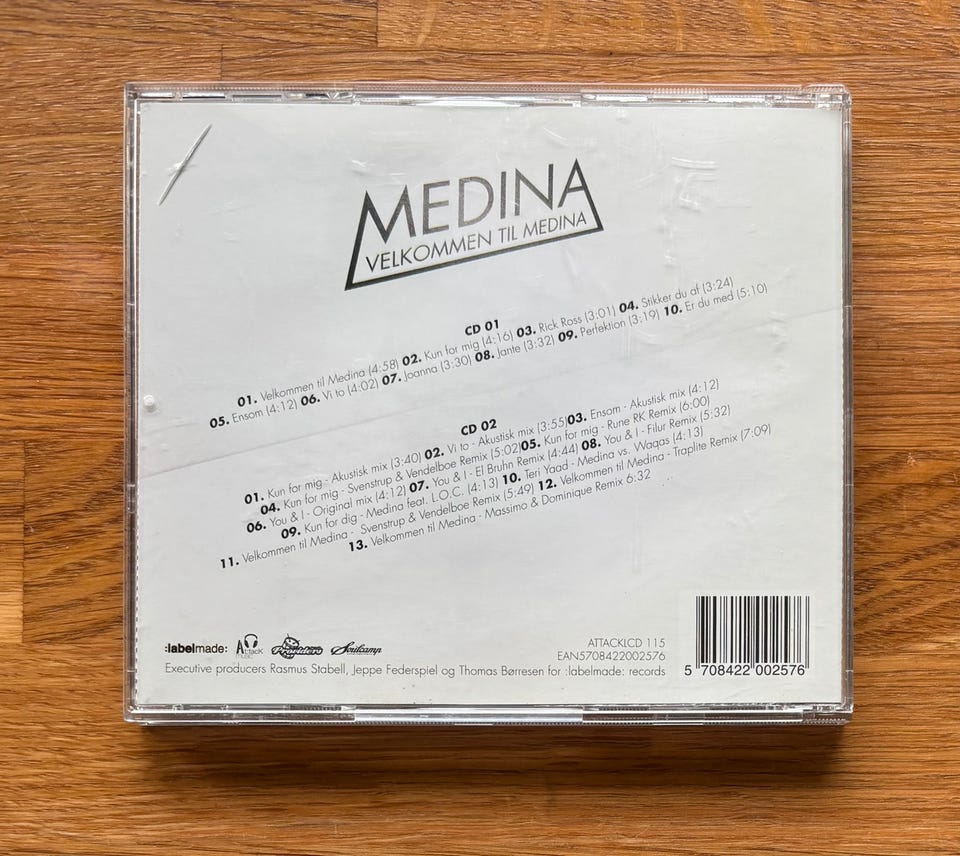 MEDINA
VELKOMMEN TIL MEDINA
CD 01
01. Velkommen til Medina (4:58) 02. Kun for mig (4:16) 03. Rick Ross (3:01) 04. Stikker du af (3:24)
05. Ensom (4:12) 06. Vi to (4:02) 07. Joanna (3:30) 08. Jante (3:32) 09. Perfektion (3:19) 10. Er du med (5:10)
CD 02
01. Kun for mig - Akustisk mix (3:40) 02. Vi to - Akustisk mix (3:55) 03. Ensom - Akustisk mix (4:12)
04. Kun for mig - Svenstrup & Vendelboe Remix (5:02) 05. Kun for mig - Rune RK Remix (6:00)
06. You & I - Original mix (4:12) 07. You & I - El Bruhn Remix (4:44) 08. You & I - Filur Remix (5:32)
09. Kun for dig - Medina feat. L.O.C. (4:13) 10. Teri Yaad - Medina vs. Waqas (4:13)
11. Velkommen til Medina - Svenstrup & Vendelboe Remix (5:49) 12. Velkommen til Medina - Traplite Remix (7:09)
13. Velkommen til Medina - Massimo & Dominique Remix 6:32
:labelmade: Attack music Providers Soulcamp
ATTACKLCD 115
EAN5708422002576
Executive producers Rasmus Stabell, Jeppe Federspiel og Thomas Børresen for :labelmade: records
5 708422 002576